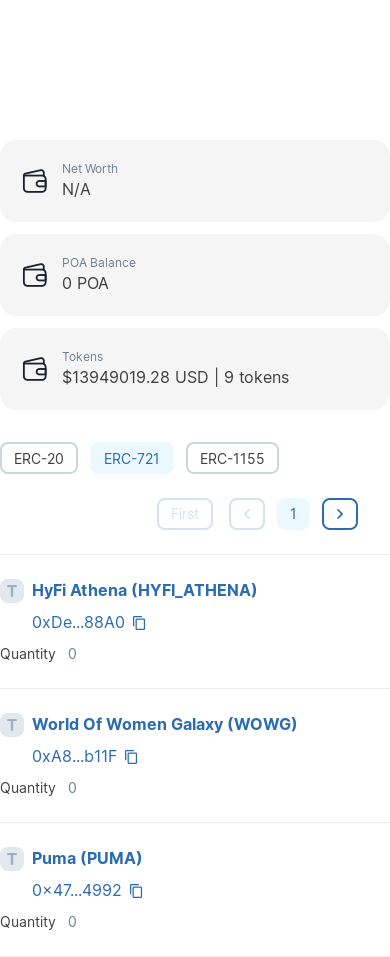 Net Worth
N/A
POA Balance
0 POA
Tokens
$13949019.28 USD | 9 tokens
ERC-20 ERC-721 ERC-1155
First 1
T HyFi Athena (HYFI_ATHENA)
0xDe...88A0
Quantity 0
T World Of Women Galaxy (WOWG)
0xA8...b11F
Quantity 0
T Puma (PUMA)
0x47...4992
Quantity 0